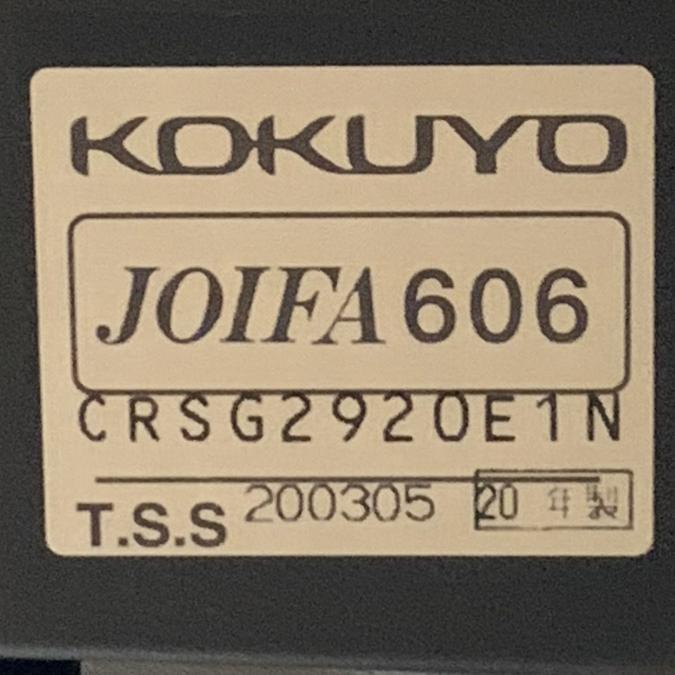 KOKUYO
JOIFA 606
CRSG2920E1N
T.S.S 200305 20 年製